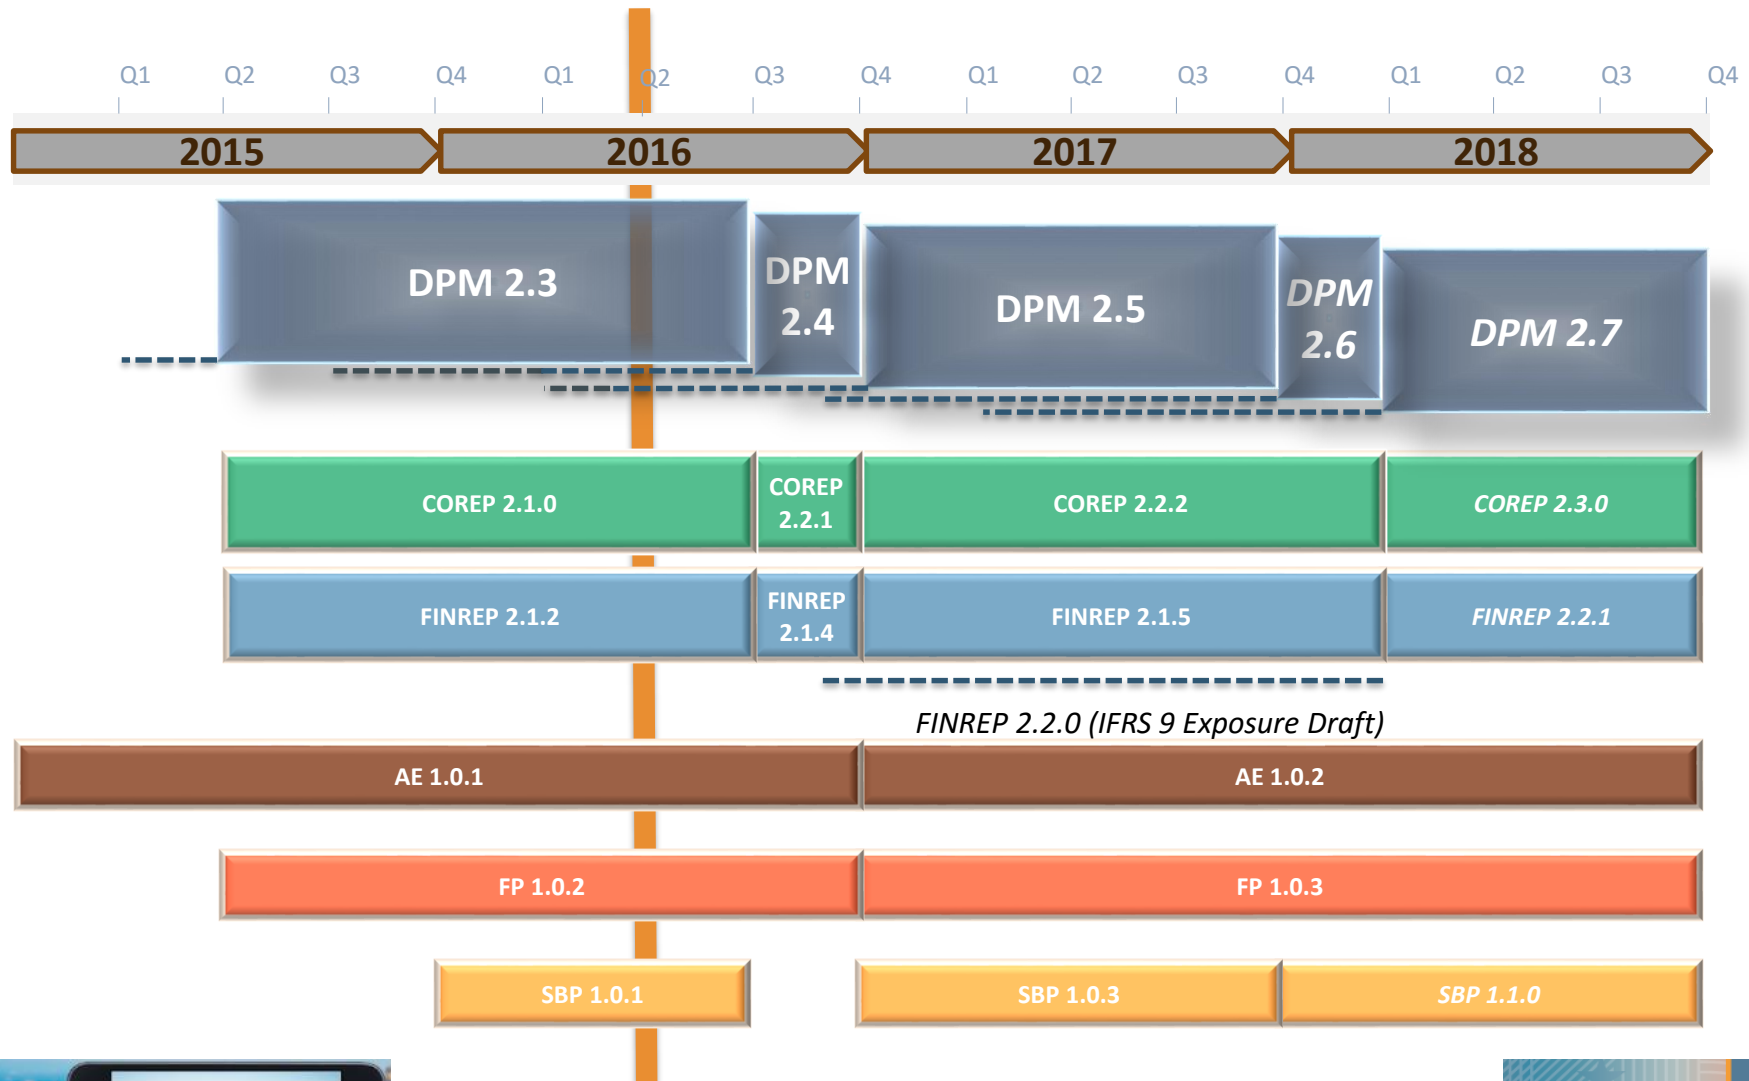 Q1 Q2 Q3 Q4 Q1 Q2 Q3 Q4 Q1 Q2 Q3 Q4 Q1 Q2 Q3 Q4
2015 2016 2017 2018
DPM 2.3
DPM
2.4
DPM 2.5
DPM
2.6
DPM 2.7
COREP 2.1.0
COREP
2.2.1
COREP 2.2.2
COREP 2.3.0
FINREP 2.1.2
FINREP
2.1.4
FINREP 2.1.5
FINREP 2.2.1
FINREP 2.2.0 (IFRS 9 Exposure Draft)
AE 1.0.1
AE 1.0.2
FP 1.0.2
FP 1.0.3
SBP 1.0.1
SBP 1.0.3
SBP 1.1.0